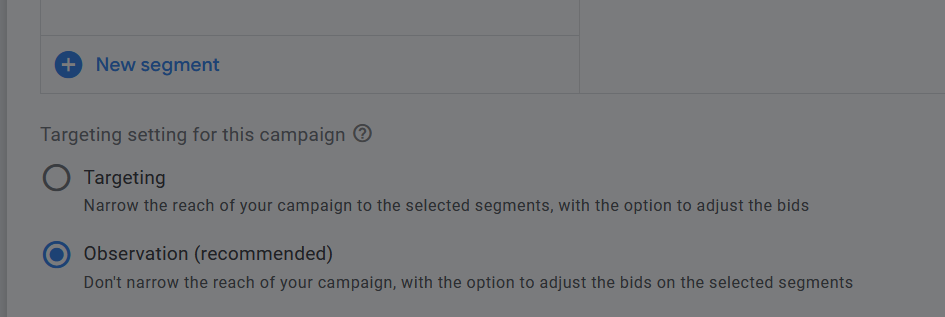 New segment
Targeting setting for this campaign
Targeting
Narrow the reach of your campaign to the selected segments, with the option to adjust the bids
Observation (recommended)
Don't narrow the reach of your campaign, with the option to adjust the bids on the selected segments